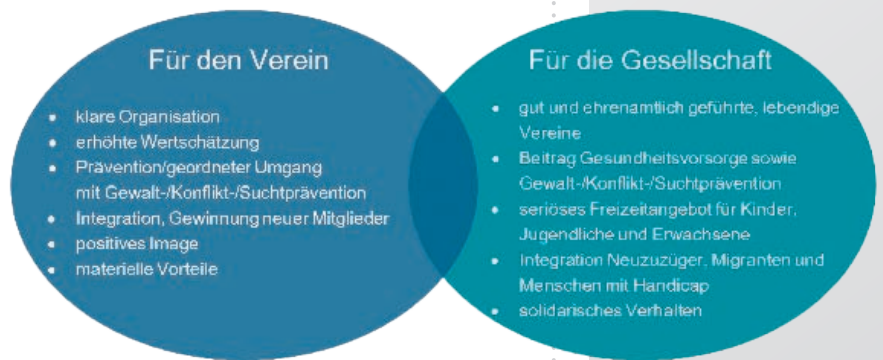 Für den Verein
• klare Organisation
• erhöhte Wertschätzung
• Prävention/geordneter Umgang
mit Gewalt-/Konflikt-/Suchtprävention
• Integration, Gewinnung neuer Mitglieder
• positives Image
• materielle Vorteile
Für die Gesellschaft
• gut und ehrenamtlich geführte, lebendige
Vereine
• Beitrag Gesundheitsvorsorge sowie
Gewalt-/Konflikt-/Suchtprävention
• seriöses Freizeitangebot für Kinder,
Jugendliche und Erwachsene
• Integration Neuzuzüger, Migranten und
Menschen mit Handicap
• solidarisches Verhalten